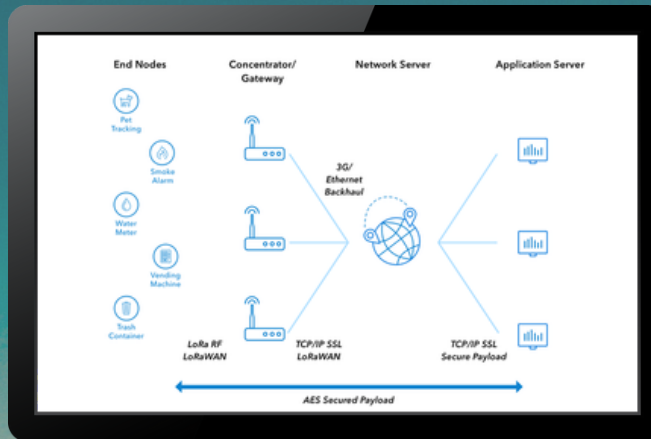 End Nodes
Concentrator/
Gateway
Network Server
Application Server
Pet
Tracking
Smoke
Alarm
Water
Meter
Vending
Machine
Trash
Container
3G/
Ethernet
Backhaul
LoRa RF
LoRaWAN
TCP/IP SSL
LoRaWAN
TCP/IP SSL
Secure Payload
AES Secured Payload